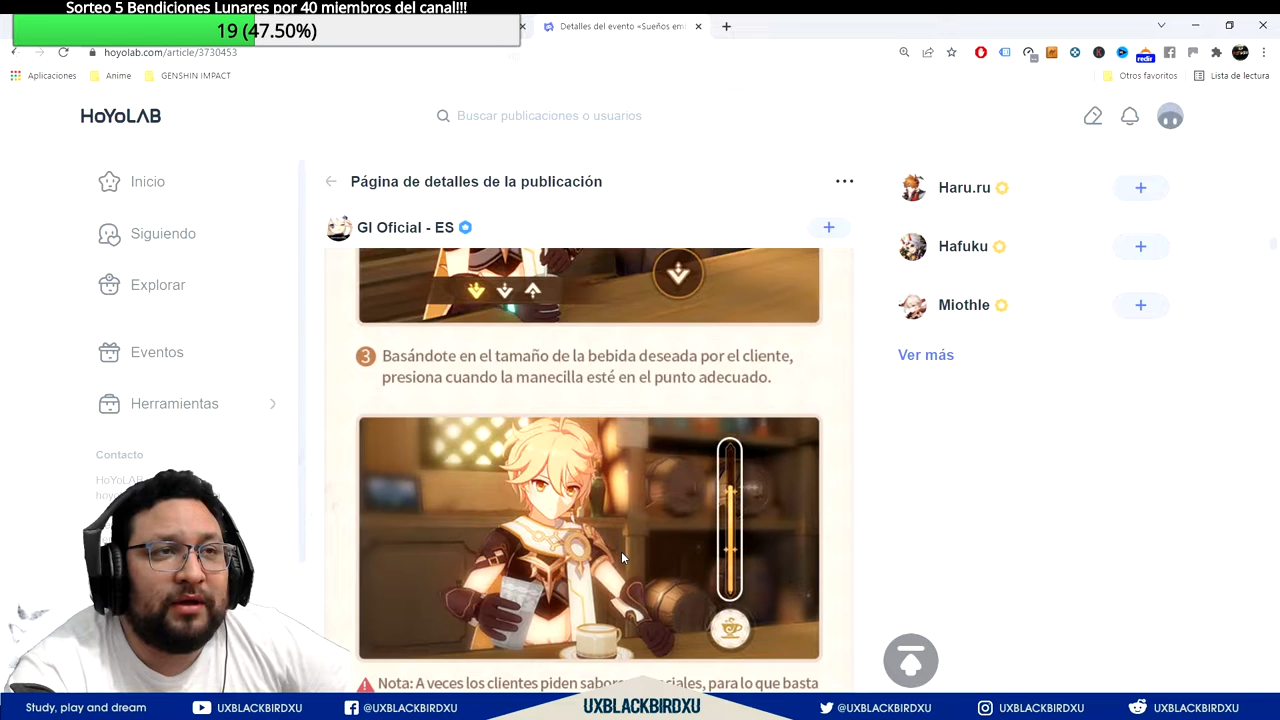 Sorteo 5 Bendiciones Lunares por 40 miembros del canal!!!
19 (47.50%)
Detalles del evento «Sueños em
hoyolab.com/article/3730453
Aplicaciones
Anime
GENSHIN IMPACT
redir
Otros favoritos
Lista de lectura
HoYoLAB
Buscar publicaciones o usuarios
Inicio
Siguiendo
Explorar
Eventos
Herramientas
Contacto
Página de detalles de la publicación
GI Oficial - ES
3 Basándote en el tamaño de la bebida deseada por el cliente,
presiona cuando la manecilla esté en el punto adecuado.
Nota: A veces los clientes piden sabores especiales, para lo que basta
Haru.ru
Hafuku
Miothle
Ver más
Study, play and dream
UXBLACKBIRDXU
@UXBLACKBIRDXU
UXBLACKBIRDXU
@UXBLACKBIRDXU
UXBLACKBIRDXU
UXBLACKBIRDXU